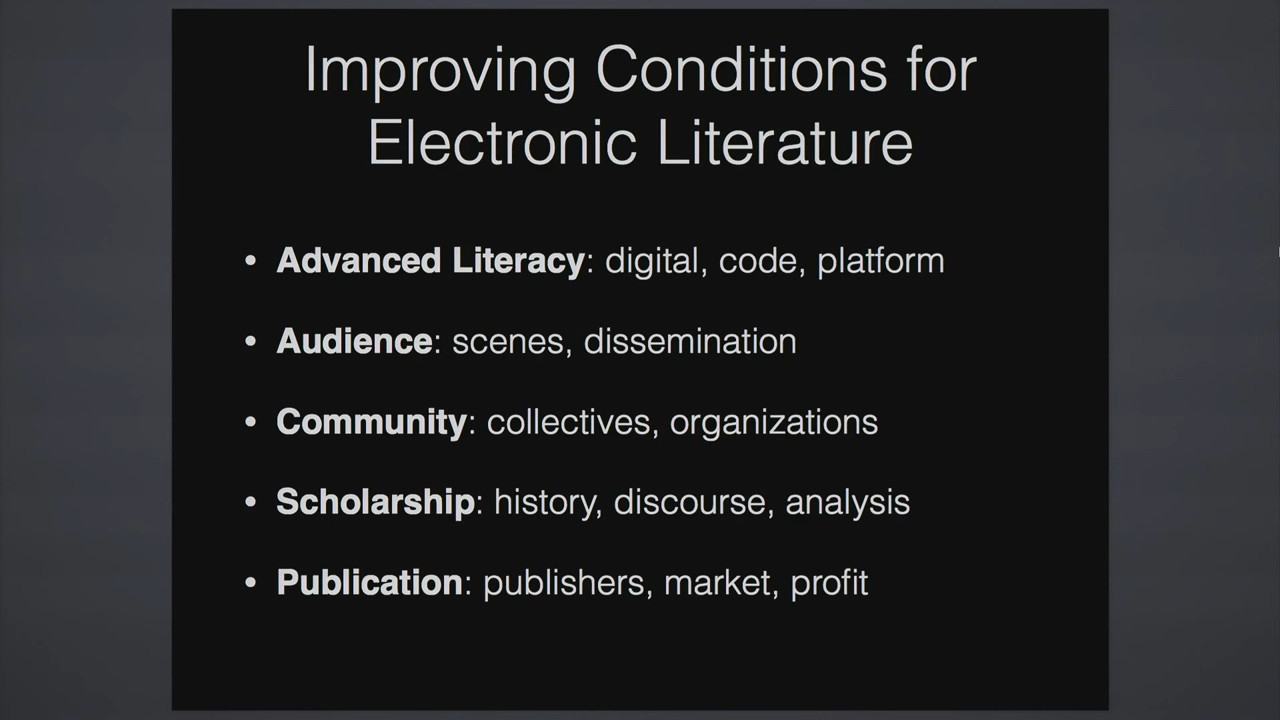 Improving Conditions for
Electronic Literature
• Advanced Literacy: digital, code, platform
• Audience: scenes, dissemination
• Community: collectives, organizations
• Scholarship: history, discourse, analysis
• Publication: publishers, market, profit